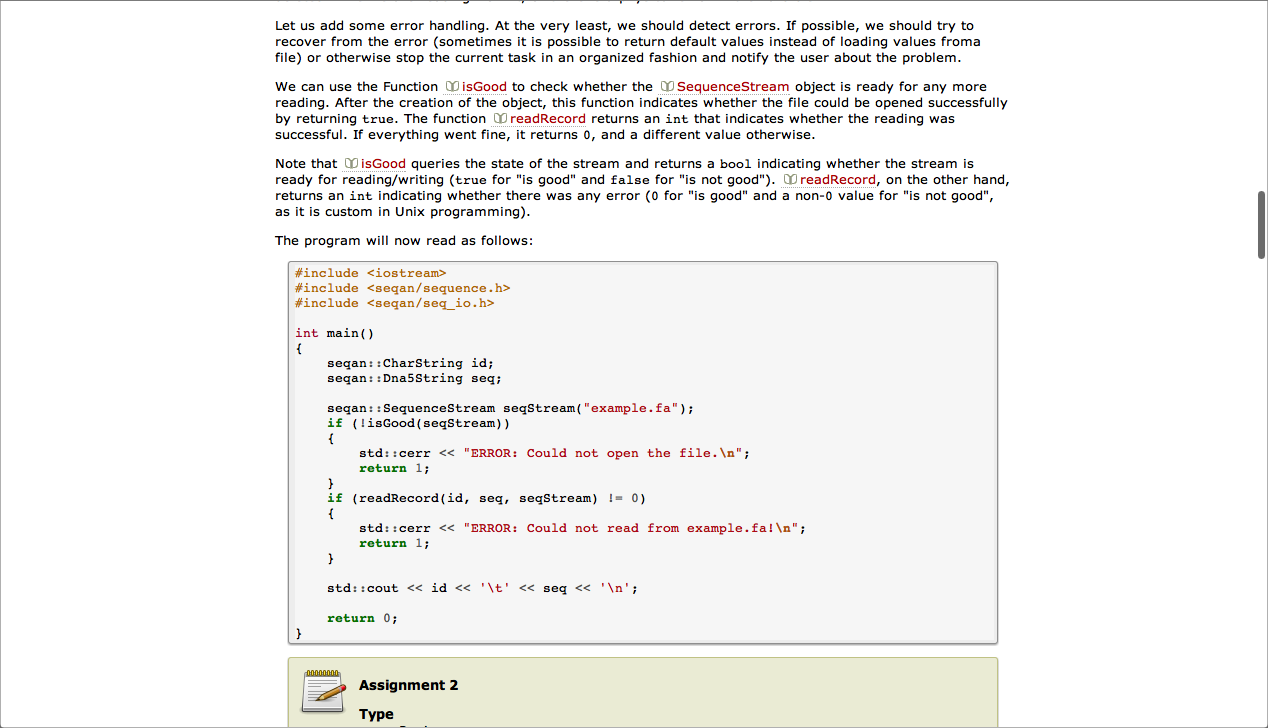 Let us add some error handling. At the very least, we should detect errors. If possible, we should try to
recover from the error (sometimes it is possible to return default values instead of loading values froma
file) or otherwise stop the current task in an organized fashion and notify the user about the problem.
We can use the Function isGood to check whether the SequenceStream object is ready for any more
reading. After the creation of the object, this function indicates whether the file could be opened successfully
by returning true. The function readRecord returns an int that indicates whether the reading was
successful. If everything went fine, it returns 0, and a different value otherwise.
Note that isGood queries the state of the stream and returns a bool indicating whether the stream is
ready for reading/writing (true for "is good" and false for "is not good"). readRecord, on the other hand,
returns an int indicating whether there was any error (0 for "is good" and a non-0 value for "is not good",
as it is custom in Unix programming).
The program will now read as follows:
#include <iostream>
#include <seqan/sequence.h>
#include <seqan/seq_io.h>
int main()
{
    seqan::CharString id;
    seqan::Dna5String seq;
    seqan::SequenceStream seqStream("example.fa");
    if (!isGood(seqStream))
    {
        std::cerr << "ERROR: Could not open the file.\n";
        return 1;
    }
    if (readRecord(id, seq, seqStream) != 0)
    {
        std::cerr << "ERROR: Could not read from example.fa!\n";
        return 1;
    }
    std::cout << id << '\t' << seq << '\n';
    return 0;
}
Assignment 2
Type